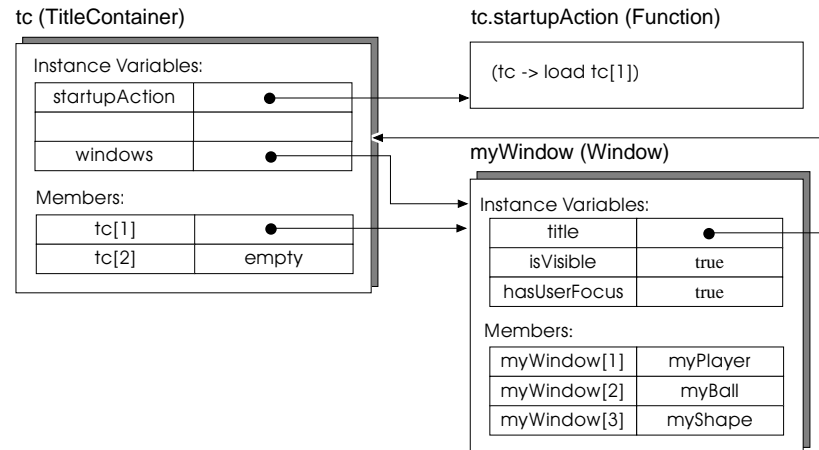 tc (TitleContainer)
Instance Variables:
startupAction
windows
Members:
tc[1]
tc[2] empty
tc.startupAction (Function)
(tc -> load tc[1])
myWindow (Window)
Instance Variables:
title
isVisible true
hasUserFocus true
Members:
myWindow[1] myPlayer
myWindow[2] myBall
myWindow[3] myShape